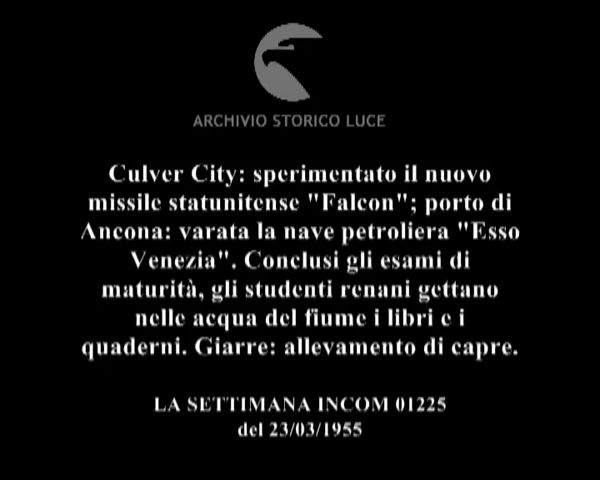 ARCHIVIO STORICO LUCE
Culver City: sperimentato il nuovo
missile statunitense "Falcon"; porto di
Ancona: varata la nave petroliera "Esso
Venezia". Conclusi gli esami di
maturità, gli studenti renani gettano
nelle acqua del fiume i libri e i
quaderni. Giarre: allevamento di capre.
LA SETTIMANA INCOM 01225
del 23/03/1955